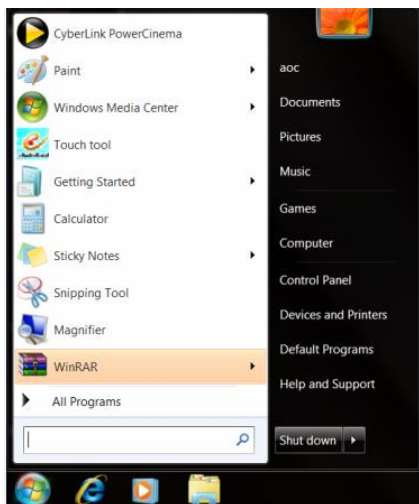 CyberLink PowerCinema
Paint
Windows Media Center
Touch tool
Getting Started
Calculator
Sticky Notes
Snipping Tool
Magnifier
WinRAR
All Programs
aoc
Documents
Pictures
Music
Games
Computer
Control Panel
Devices and Printers
Default Programs
Help and Support
Shut down